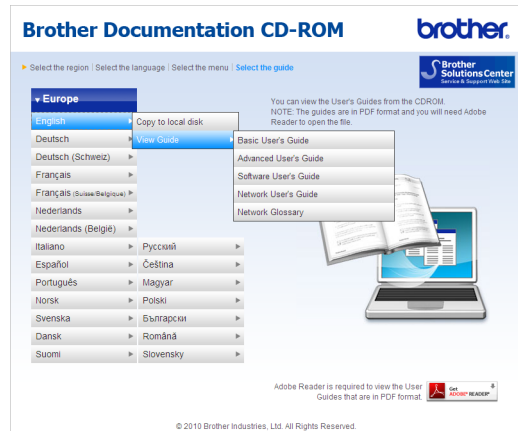 Brother Documentation CD-ROM
brother
Select the region | Select the language | Select the menu | Select the guide
Brother
Solutions Center
Service & Support Web Site
Europe
You can view the User's Guides from the CDROM.
NOTE: The guides are in PDF format and you will need Adobe
Reader to open the file.
English
Copy to local disk
Deutsch
View Guide
Basic User's Guide
Deutsch (Schweiz)
Advanced User's Guide
Français
Software User's Guide
Français (Suisse/Belgique)
Network User's Guide
Nederlands
Network Glossary
Nederlands (België)
Italiano
Русский
Español
Čeština
Português
Magyar
Norsk
Polski
Svenska
Български
Dansk
Română
Suomi
Slovensky
Adobe Reader is required to view the User
Guides that are in PDF format.
Get
ADOBE® READER®
© 2010 Brother Industries, Ltd. All Rights Reserved.